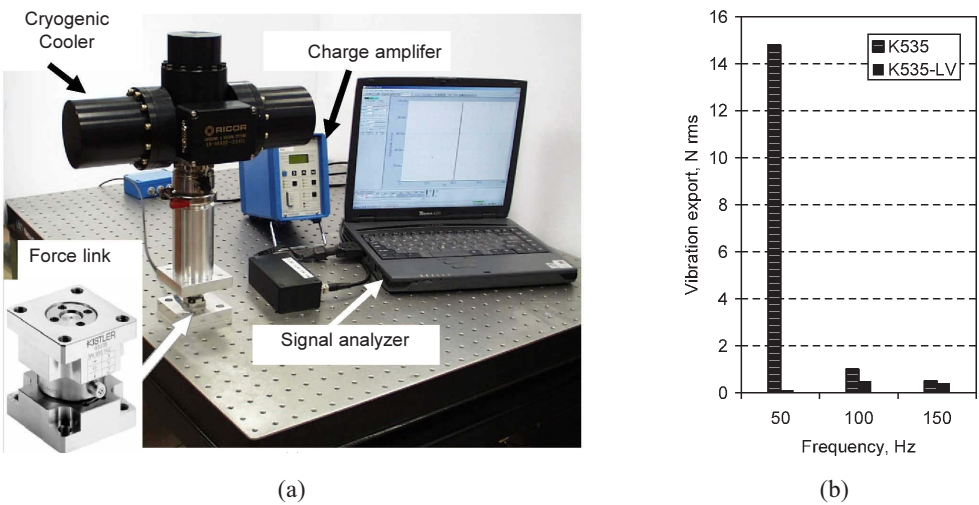 Cryogenic
Cooler
Charge amplifer
RICOR
Force link
KISTLER
Signal analyzer
(a)
16
14
12
10
8
6
4
2
0
Vibration export, N rms
K535
K535-LV
50 100 150
Frequency, Hz
(b)